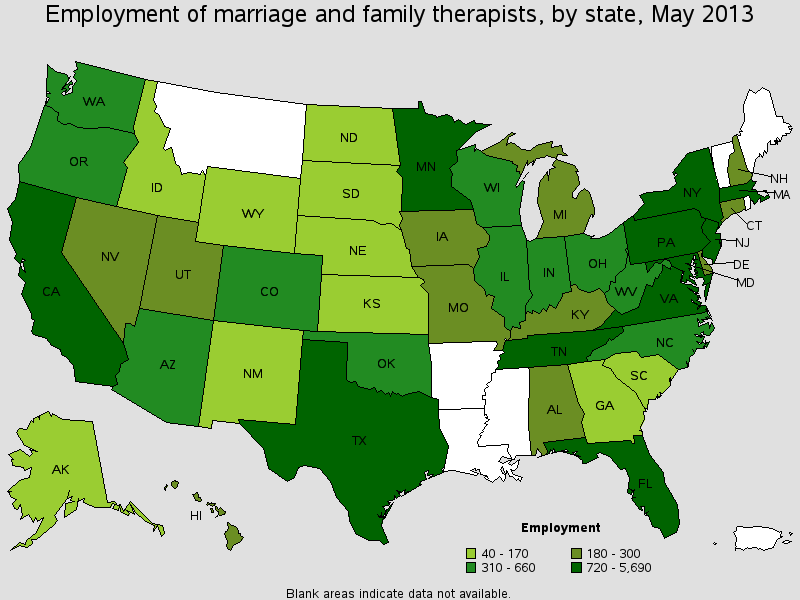 Employment of marriage and family therapists, by state, May 2013
WA
ND
MN
OR
ID
SD
WI
NH
MA
NY
WY
MI
CT
IA
PA
NJ
NV
NE
OH
DE
UT
IL
IN
MD
CA
CO
WV
VA
KS
MO
KY
NC
TN
AZ
OK
NM
SC
GA
AL
TX
AK
FL
HI
Employment
40 - 170
180 - 300
310 - 660
720 - 5,690
Blank areas indicate data not available.